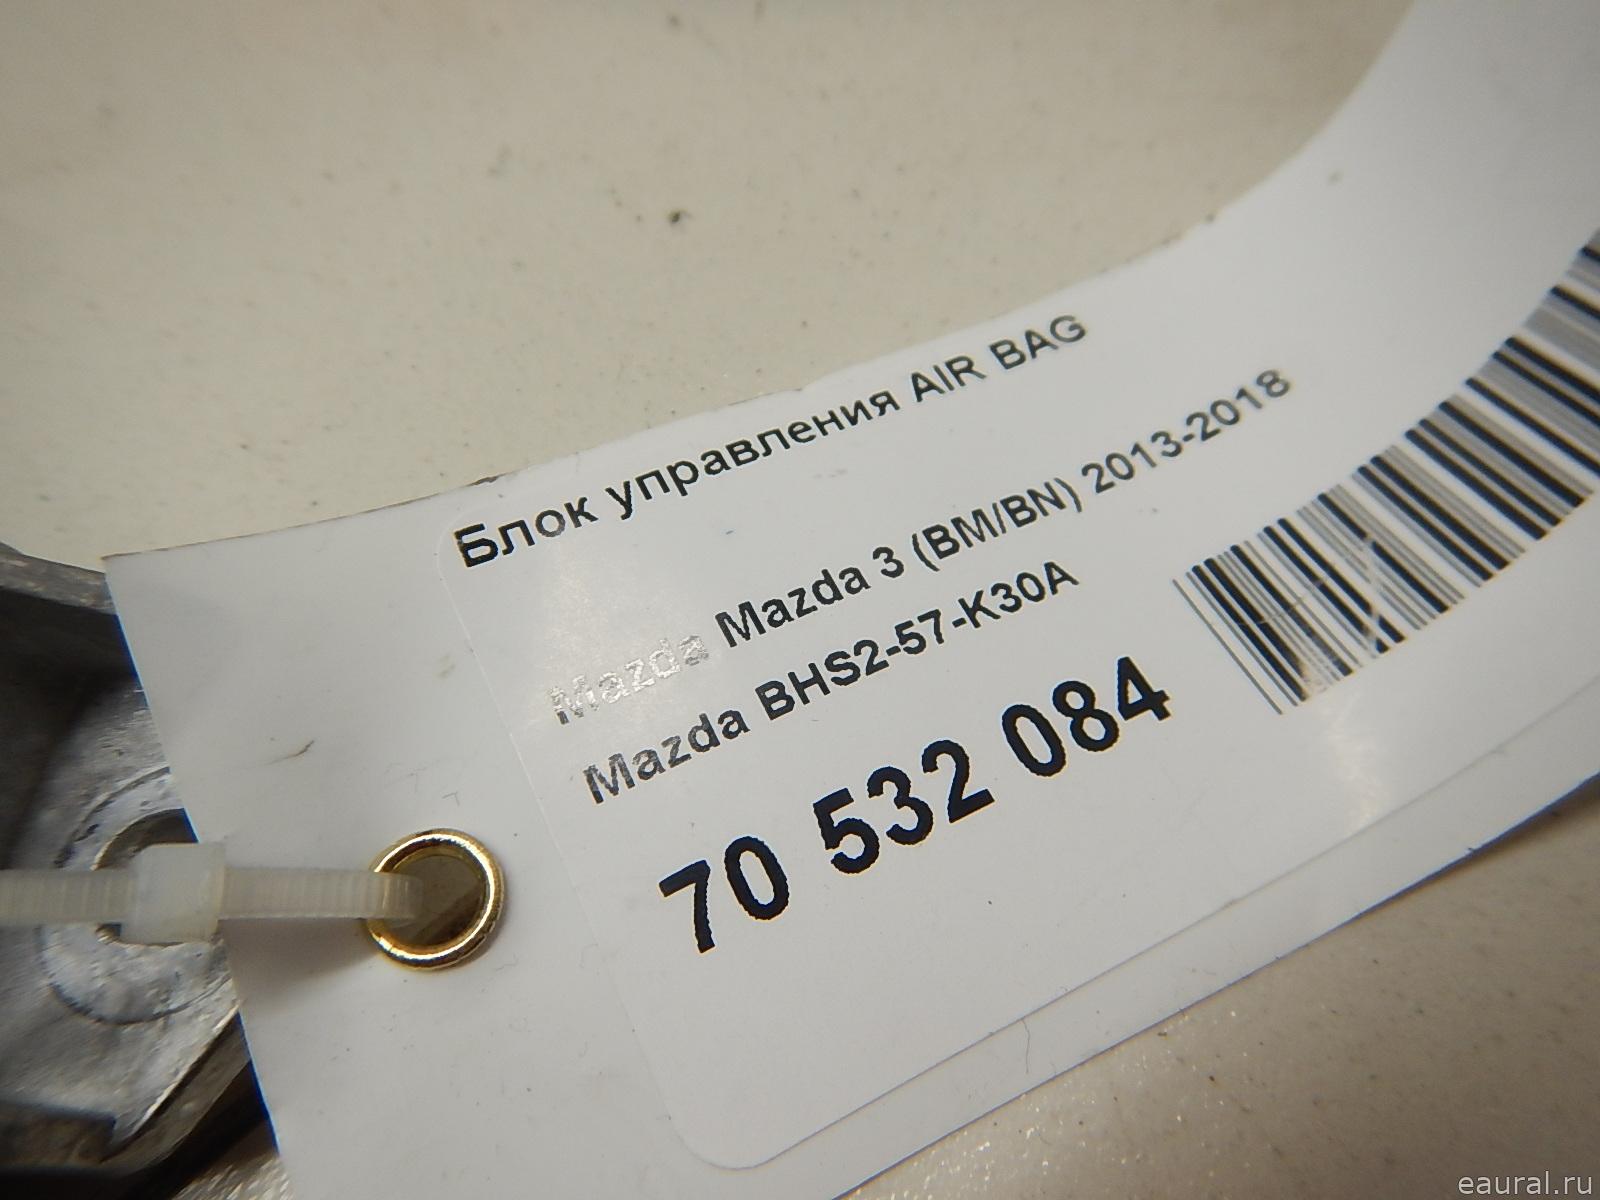 Блок управления AIR BAG
Mazda Mazda 3 (BM/BN) 2013-2018
Mazda BHS2-57-K30A
70 532 084
eaural.ru